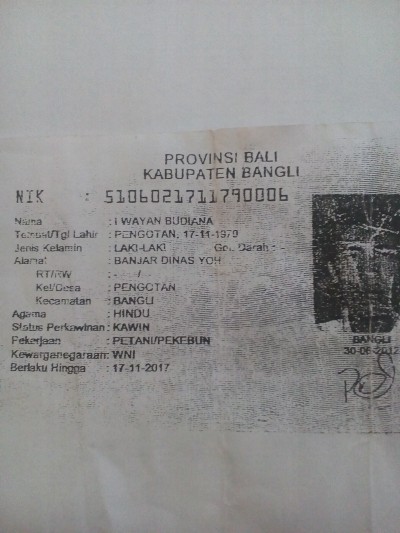 PROVINSI BALI
KABUPATEN BANGLI
NIK : 5106021711790006
Nama : I WAYAN BUDIANA
Tempat/Tgl Lahir : PENGOTAN, 17-11-1979
Jenis Kelamin : LAKI-LAKI Gol. Darah : -
Alamat : BANJAR DINAS YOH
RT/RW : - / -
Kel/Desa : PENGOTAN
Kecamatan : BANGLI
Agama : HINDU
Status Perkawinan : KAWIN
Pekerjaan : PETANI/PEKEBUN
Kewarganegaraan: WNI
Berlaku Hingga : 17-11-2017
BANGLI
30-06-2012